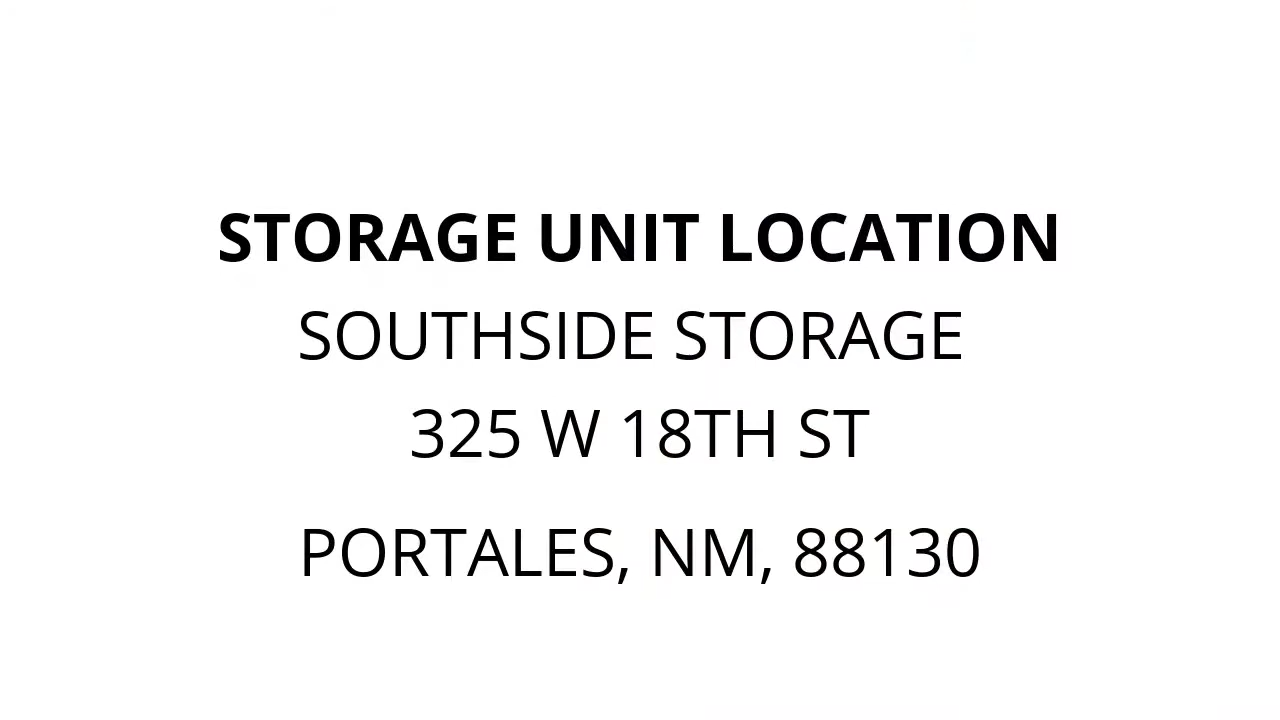 STORAGE UNIT LOCATION
SOUTHSIDE STORAGE
325 W 18TH ST
PORTALES, NM, 88130